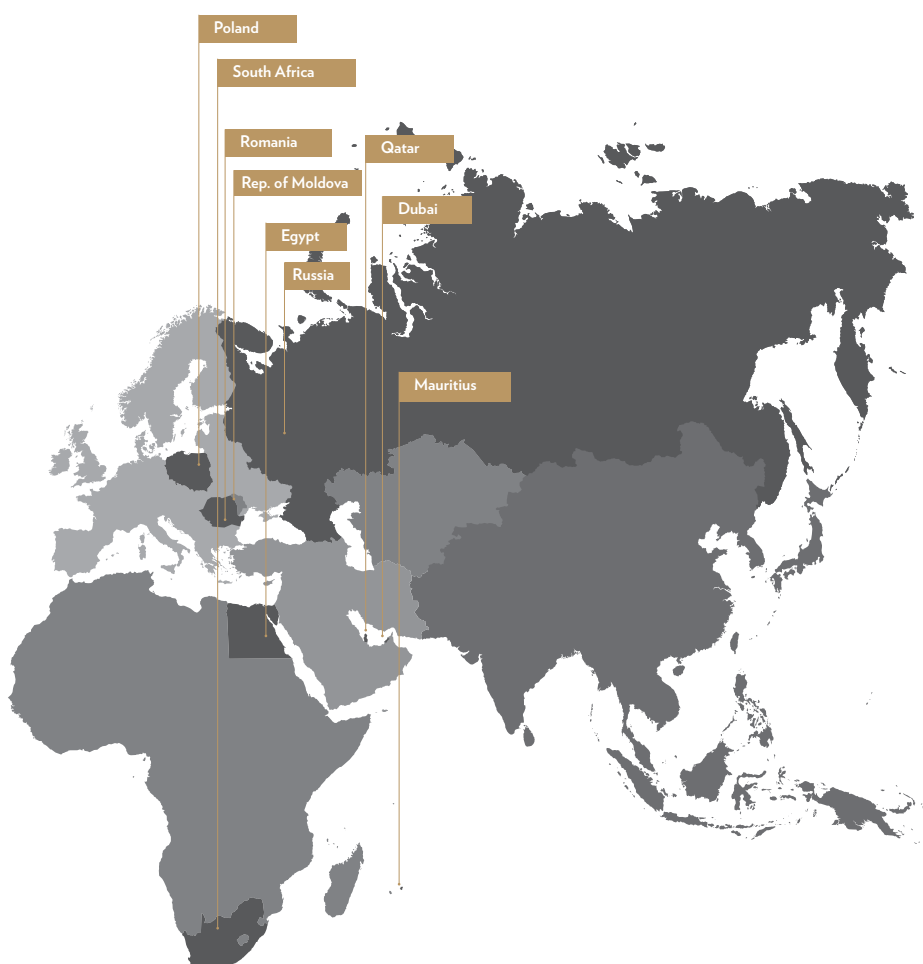 Poland
South Africa
Romania
Qatar
Rep. of Moldova
Dubai
Egypt
Russia
Mauritius